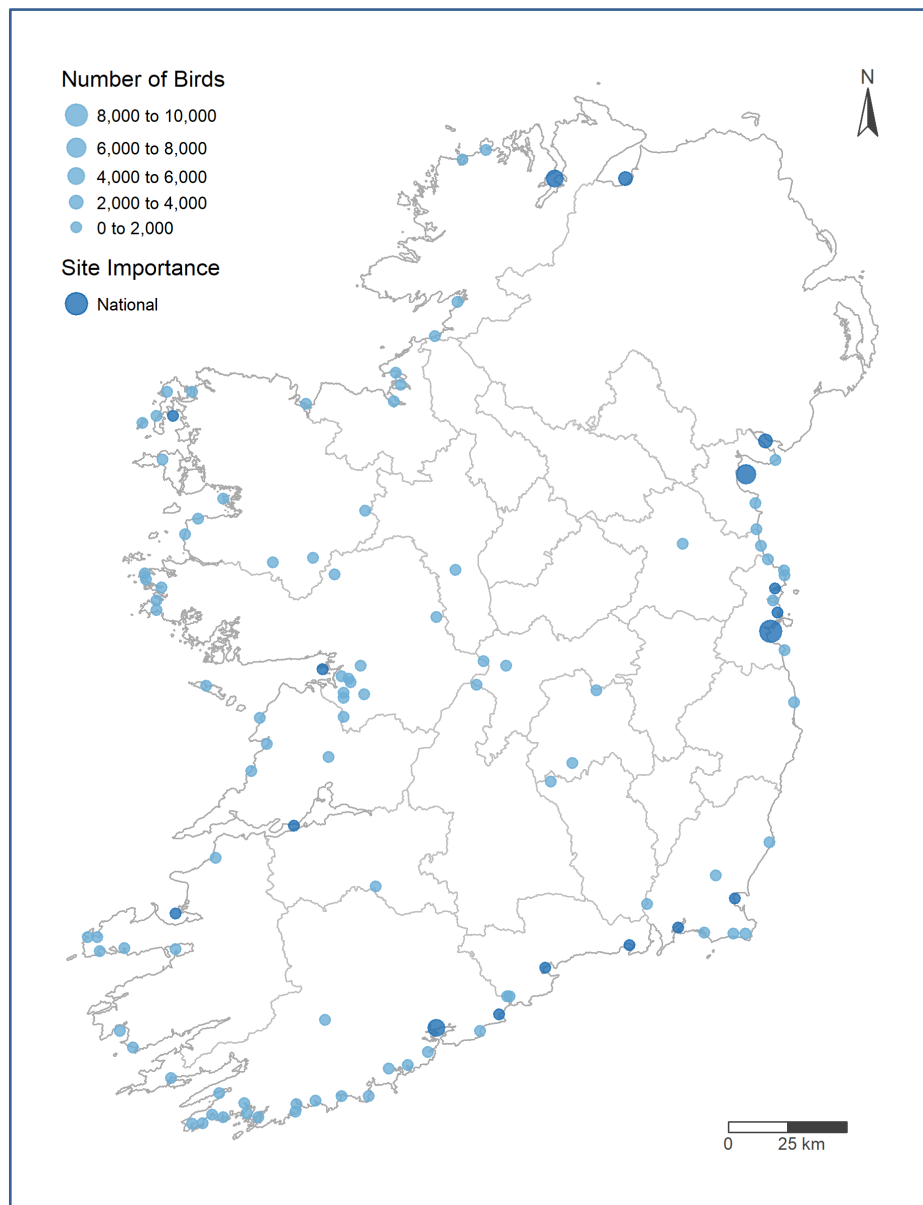 Number of Birds
8,000 to 10,000
6,000 to 8,000
4,000 to 6,000
2,000 to 4,000
0 to 2,000
Site Importance
National
N
0 25 km